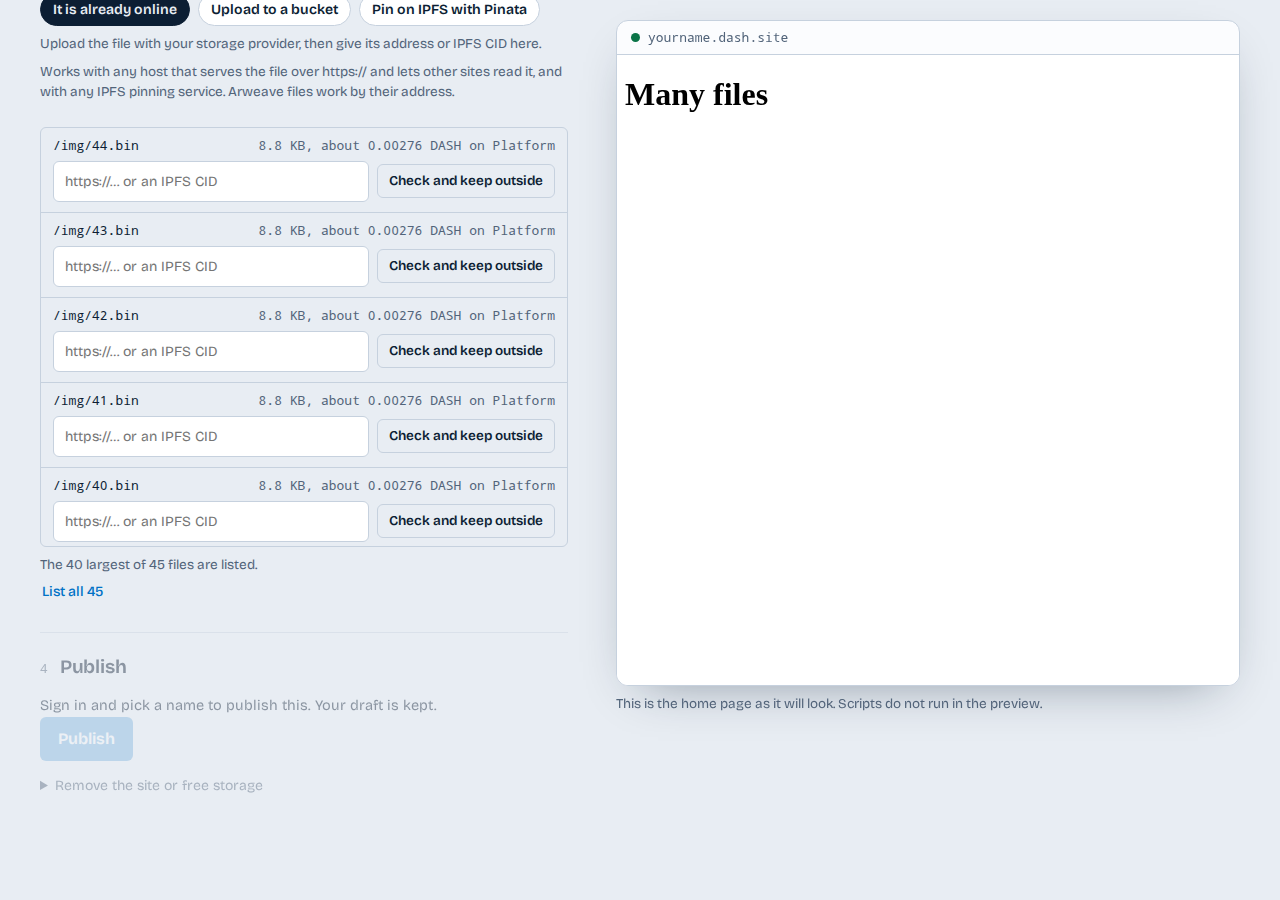 It is already online
Upload to a bucket
Pin on IPFS with Pinata
Upload the file with your storage provider, then give its address or IPFS CID here.
Works with any host that serves the file over https:// and lets other sites read it, and
with any IPFS pinning service. Arweave files work by their address.
/img/44.bin 8.8 KB, about 0.00276 DASH on Platform
https://... or an IPFS CID Check and keep outside
/img/43.bin 8.8 KB, about 0.00276 DASH on Platform
https://... or an IPFS CID Check and keep outside
/img/42.bin 8.8 KB, about 0.00276 DASH on Platform
https://... or an IPFS CID Check and keep outside
/img/41.bin 8.8 KB, about 0.00276 DASH on Platform
https://... or an IPFS CID Check and keep outside
/img/40.bin 8.8 KB, about 0.00276 DASH on Platform
https://... or an IPFS CID Check and keep outside
The 40 largest of 45 files are listed.
List all 45
4 Publish
Sign in and pick a name to publish this. Your draft is kept.
Publish
Remove the site or free storage
yourname.dash.site
Many files
This is the home page as it will look. Scripts do not run in the preview.